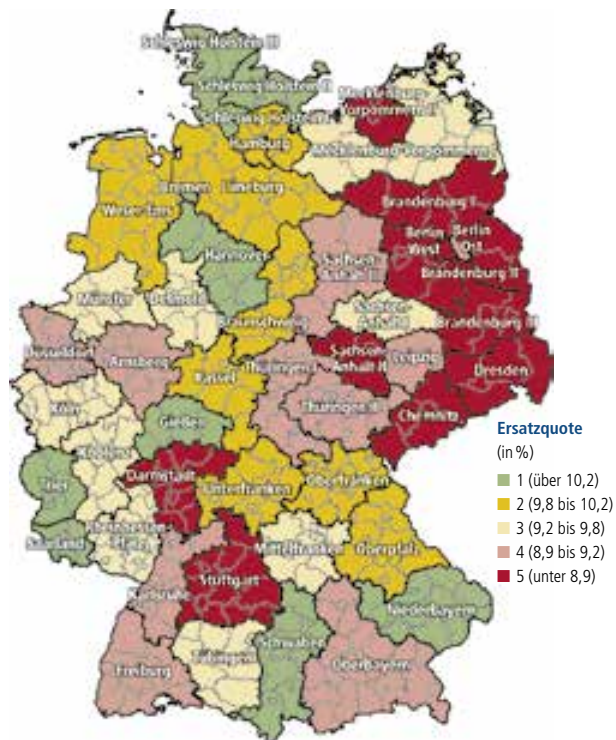 Schleswig Holstein III
Schleswig Holstein II
Schleswig Holstein I
Mecklenburg-
Vorpommern II
Hamburg
Mecklenburg-Vorpommern
Bremen
Lüneburg
Weser-Ems
Brandenburg I
Berlin
West
Berlin
Ost
Hannover
Sachsen-
Brandenburg II
Münster
Detmold
Braunschweig
Sachsen
Anhalt
Brandenburg III
Düsseldorf
Arnsberg
Kassel
Thüringen I
Sachsen-
Anhalt II
Leipzig
Dresden
Köln
Gießen
Thüringen II
Chemnitz
Koblenz
Trier
Darmstadt
Unterfranken
Oberfranken
Saarland
Rheinhessen-
Pfalz
Mittelfranken
Oberpfalz
Karlsruhe
Stuttgart
Niederbayern
Schwaben
Freiburg
Tübingen
Oberbayern
Ersatzquote
(in %)
1 (über 10,2)
2 (9,8 bis 10,2)
3 (9,2 bis 9,8)
4 (8,9 bis 9,2)
5 (unter 8,9)